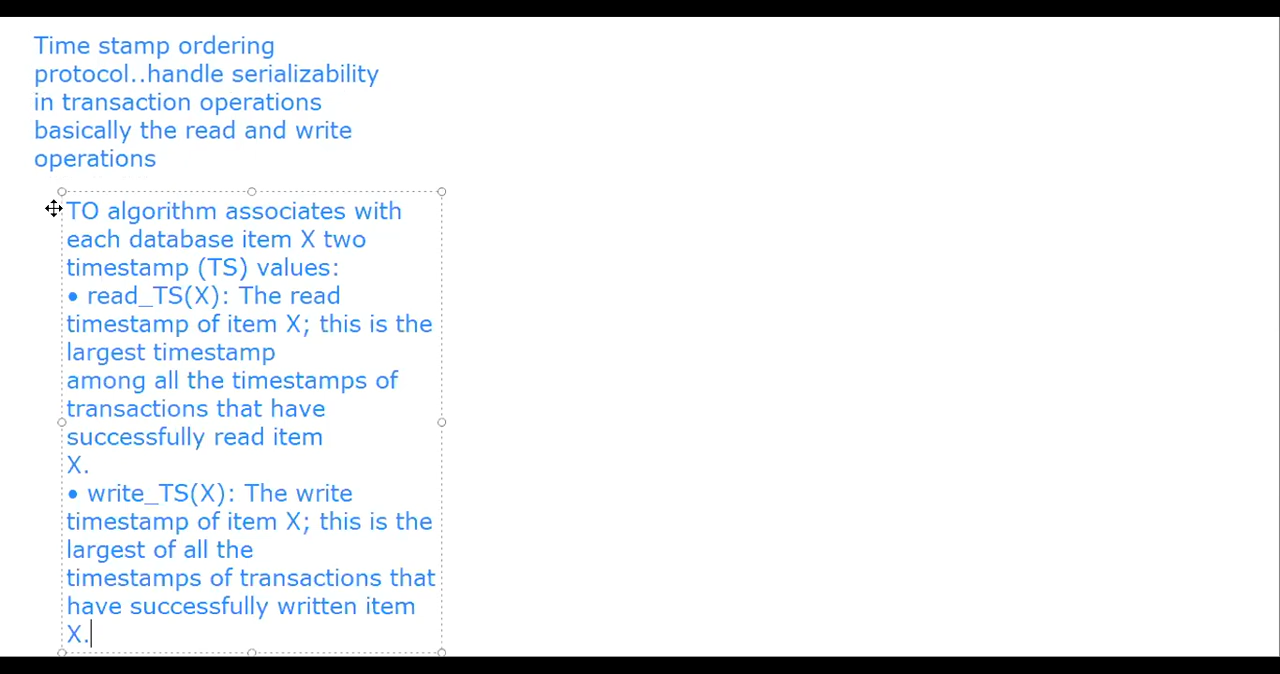 Time stamp ordering
protocol..handle serializability
in transaction operations
basically the read and write
operations
TO algorithm associates with
each database item X two
timestamp (TS) values:
• read_TS(X): The read
timestamp of item X; this is the
largest timestamp
among all the timestamps of
transactions that have
successfully read item
X.
• write_TS(X): The write
timestamp of item X; this is the
largest of all the
timestamps of transactions that
have successfully written item
X.